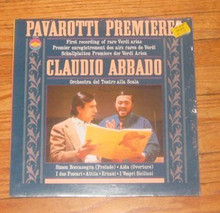 PAVAROTTI PREMIERES
First recording of rare Verdi arias
Premier enregistrement des airs rares de Verdi
Schallplatten Premiere der Verdi Arien
CLAUDIO ABBADO
Orchestra del Teatro alla Scala
Simon Boccanegra (Prelude) • Aida (Overture)
I due Foscari • Attila • Ernani • I Vespri Siciliani